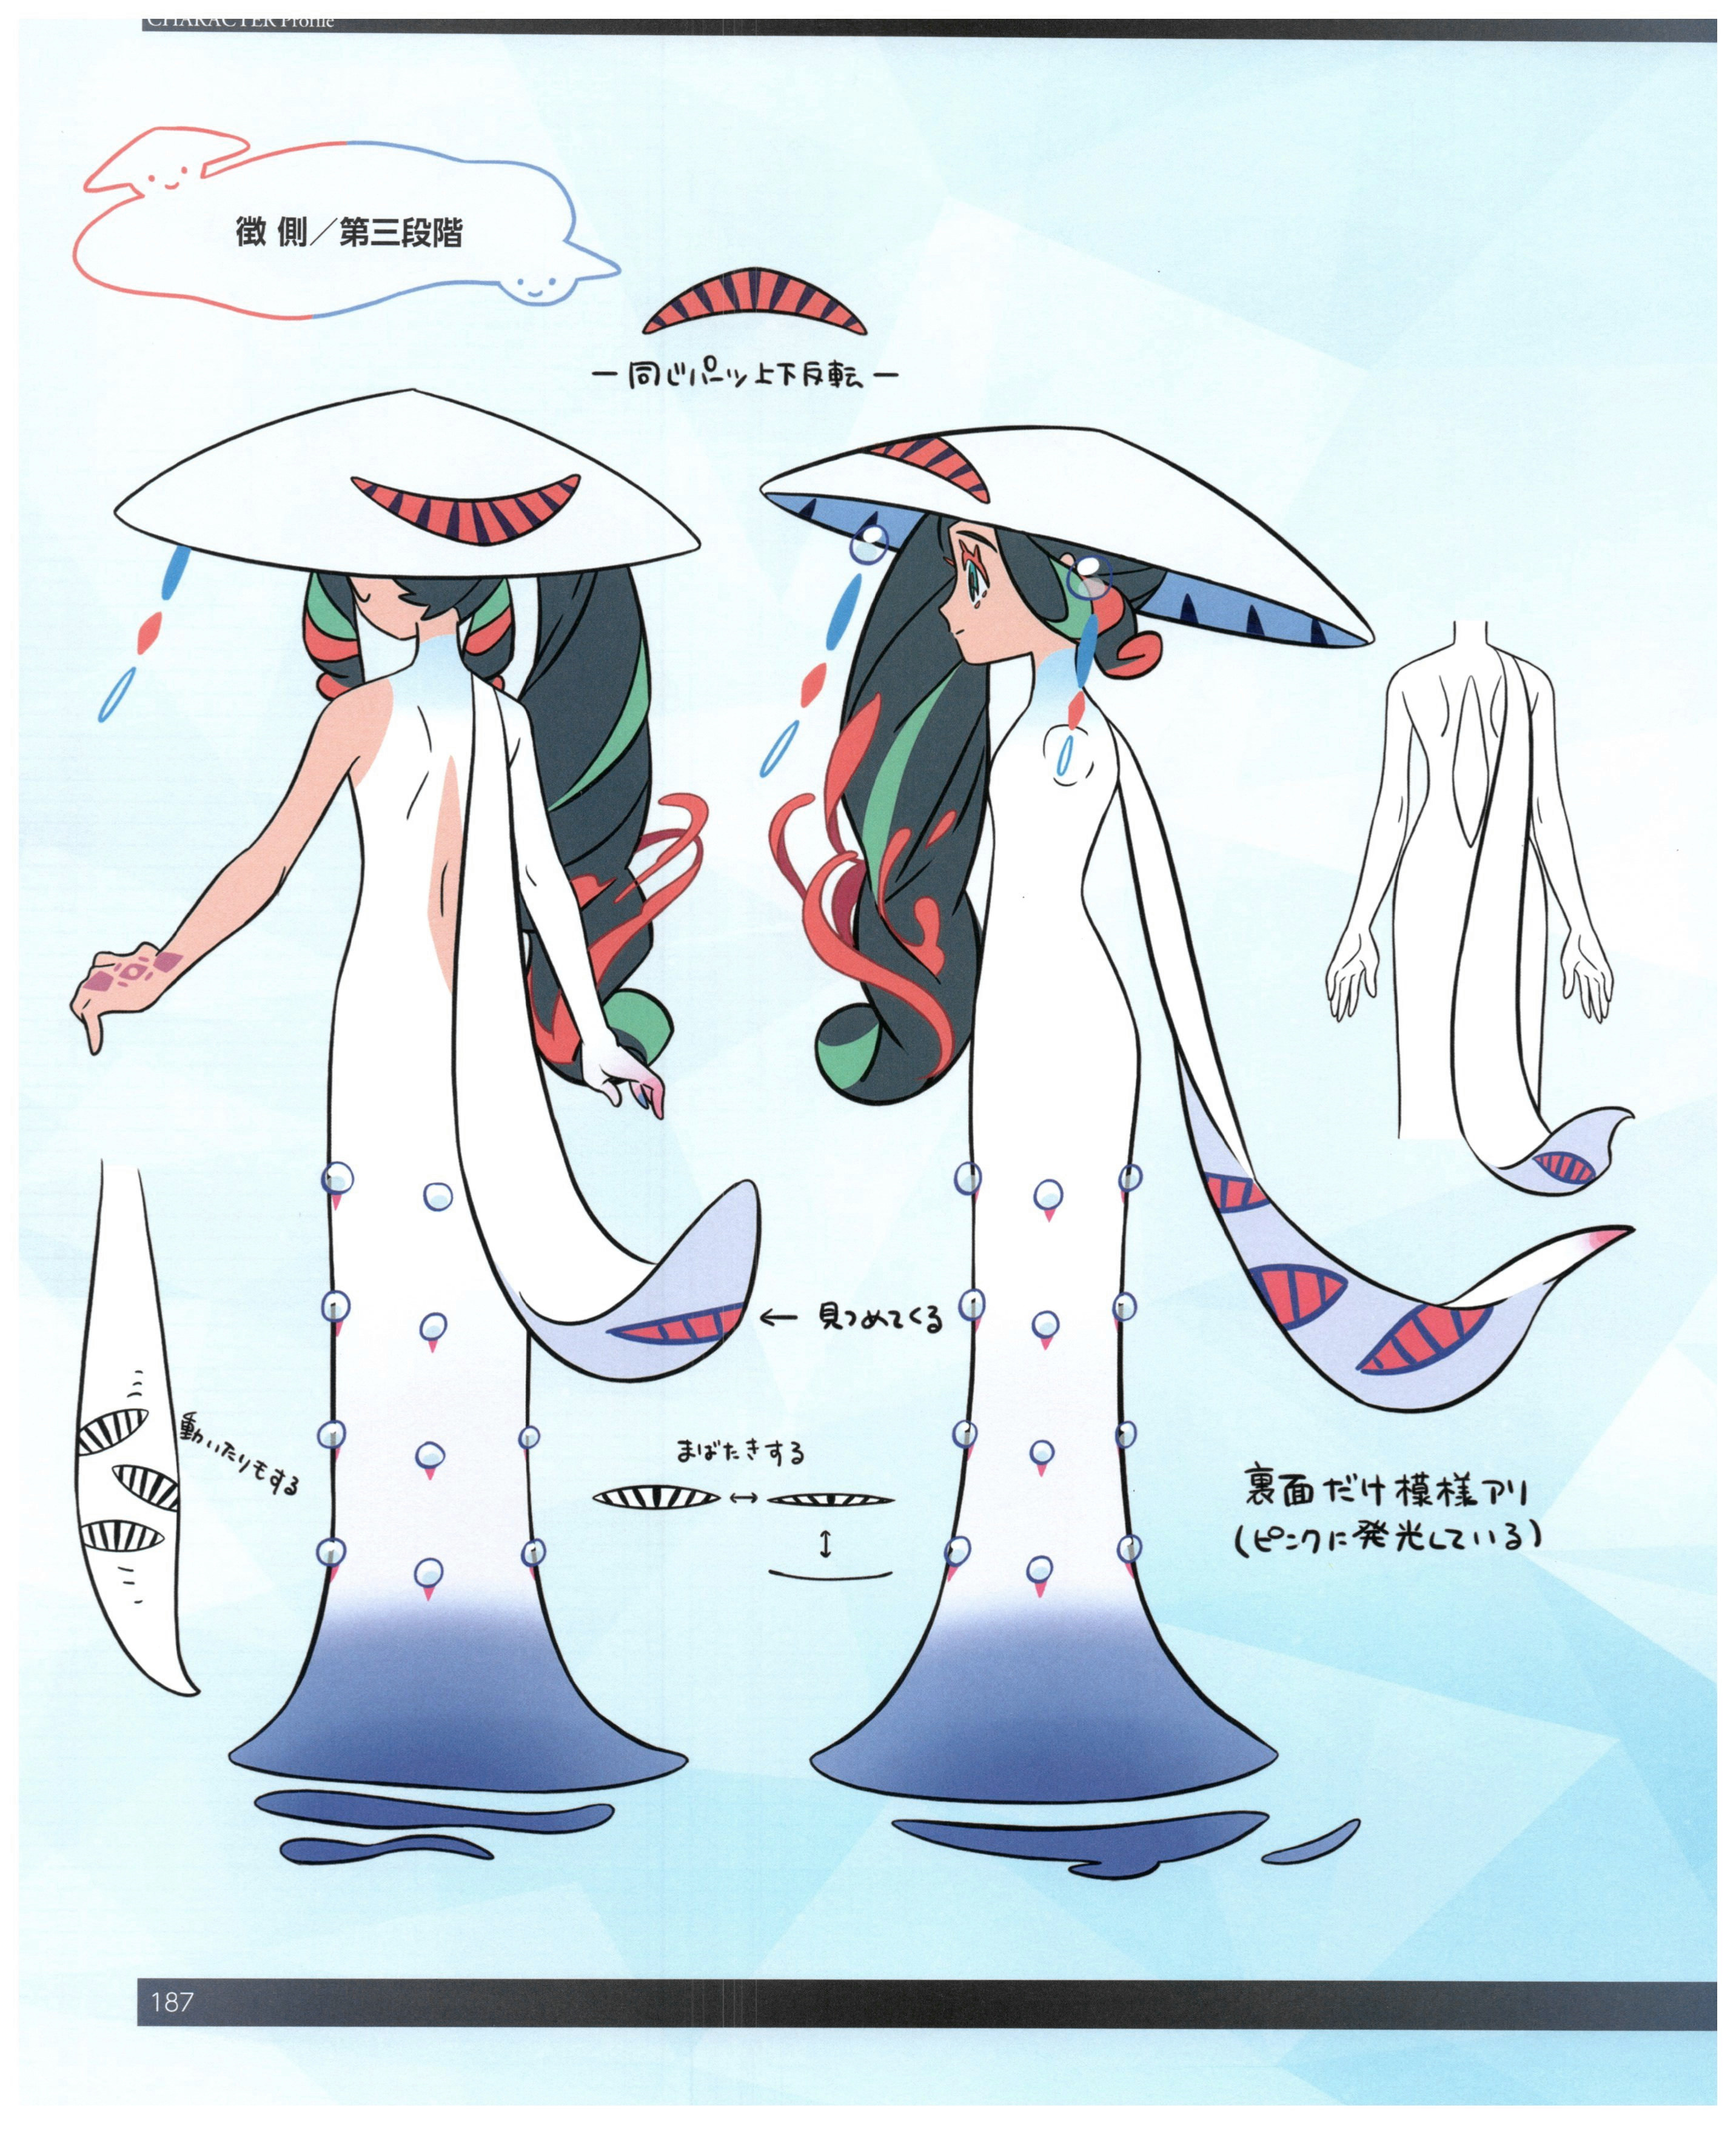 CHARACTER Profile
徴 側／第三段階
― 同じパーツ上下反転 ―
← 見つめてくる
動いたりもする
まばたきする
裏面だけ模様アリ
(ピンクに発光している)
187